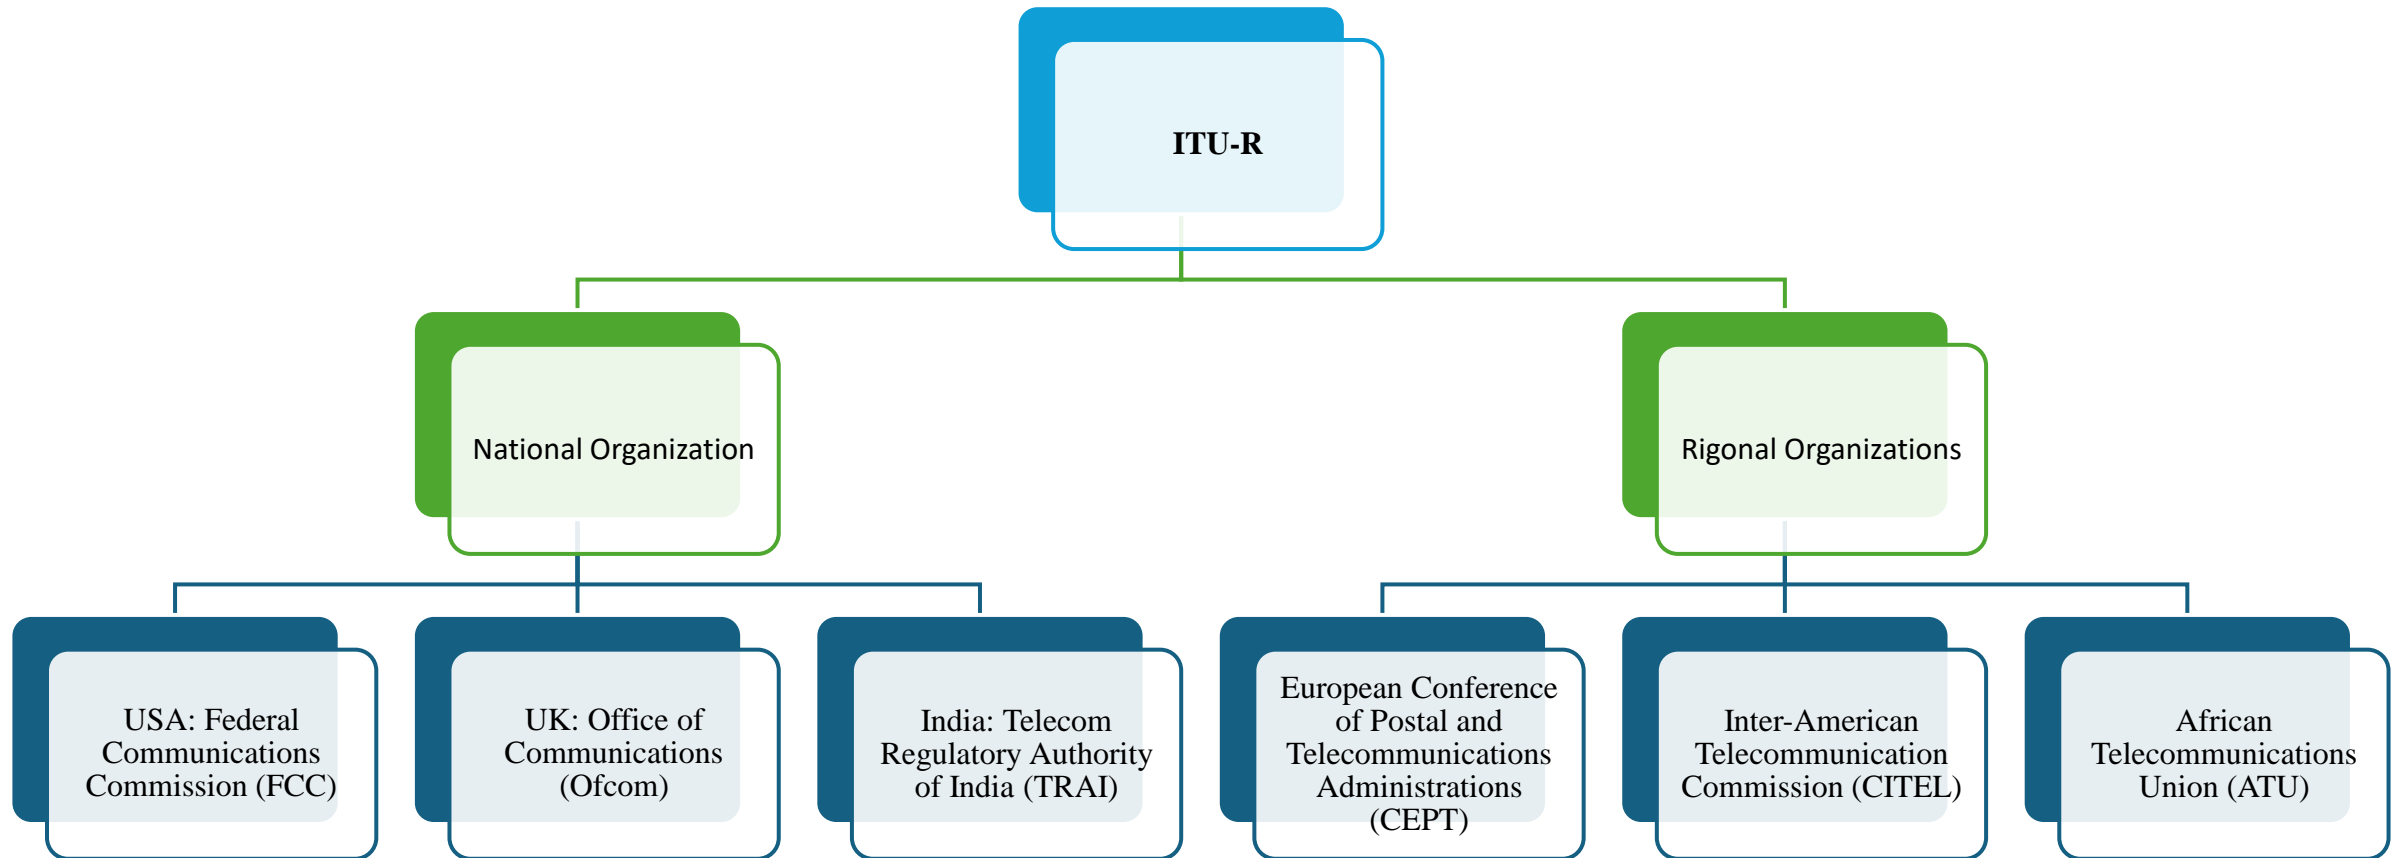 ITU-R
National Organization
Rigonal Organizations
USA: Federal
Communications
Commission (FCC)
UK: Office of
Communications
(Ofcom)
India: Telecom
Regulatory Authority
of India (TRAI)
European Conference
of Postal and
Telecommunications
Administrations
(CEPT)
Inter-American
Telecommunication
Commission (CITEL)
African
Telecommunications
Union (ATU)